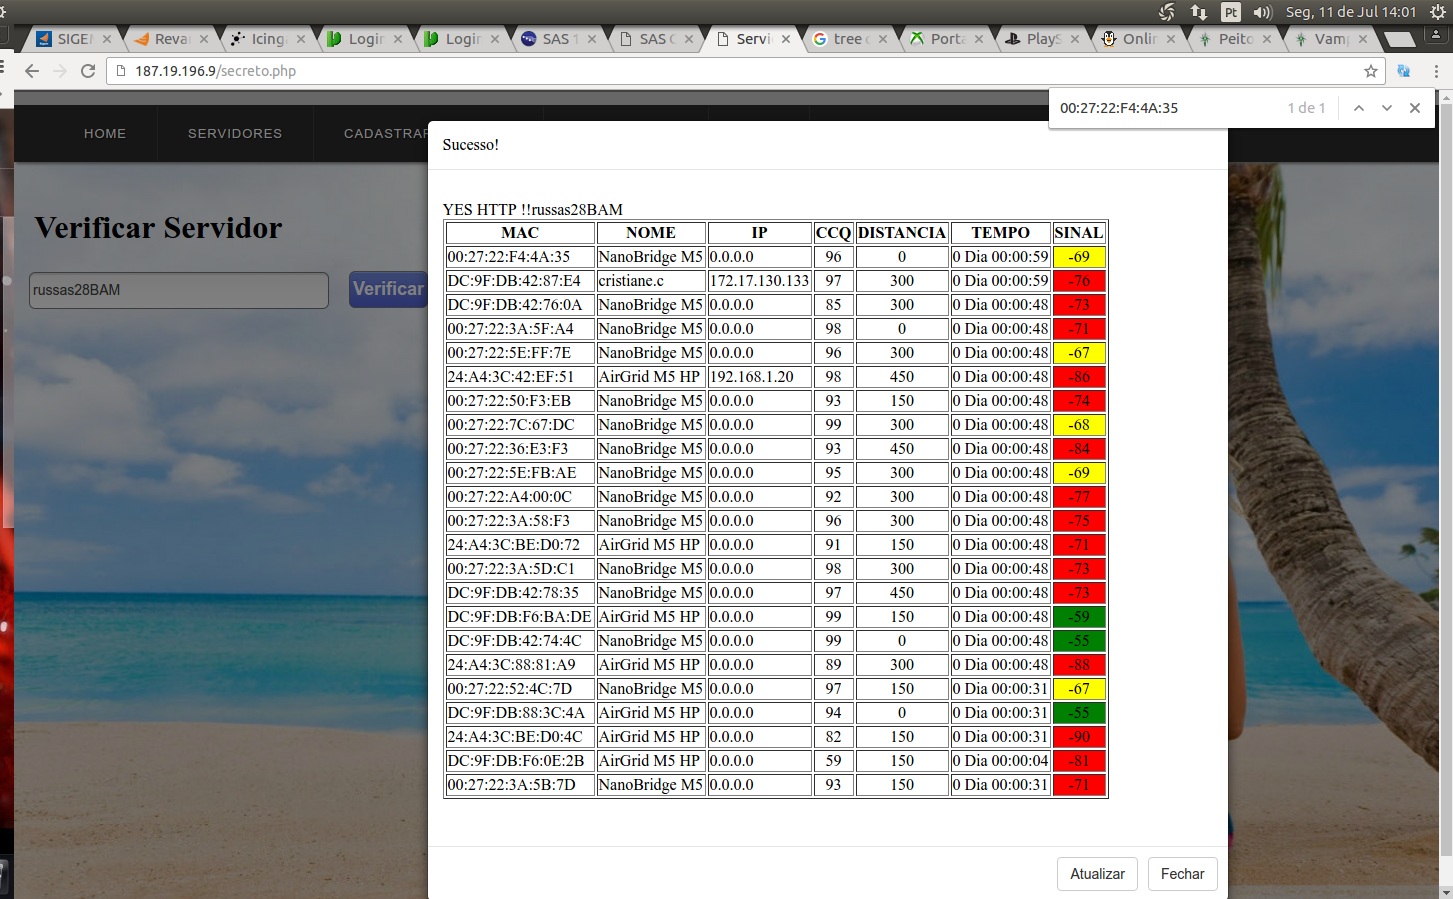 Pt Seg, 11 de Jul 14:01
SIGE Reva Icing Login Login SAS 1 SAS C Servi tree Porta PlayS Onlin Peito Vam
187.19.196.9/secreto.php
00:27:22:F4:4A:35 1 de 1
HOME SERVIDORES CADASTRAR
Sucesso!
Verificar Servidor
russas28BAM Verificar
YES HTTP !!russas28BAM
MAC NOME IP CCQ DISTANCIA TEMPO SINAL
00:27:22:F4:4A:35 NanoBridge M5 0.0.0.0 96 0 0 Dia 00:00:59 -69
DC:9F:DB:42:87:E4 cristiane.c 172.17.130.133 97 300 0 Dia 00:00:59 -76
DC:9F:DB:42:76:0A NanoBridge M5 0.0.0.0 85 300 0 Dia 00:00:48 -73
00:27:22:3A:5F:A4 NanoBridge M5 0.0.0.0 98 0 0 Dia 00:00:48 -71
00:27:22:5E:FF:7E NanoBridge M5 0.0.0.0 96 300 0 Dia 00:00:48 -67
24:A4:3C:42:EF:51 AirGrid M5 HP 192.168.1.20 98 450 0 Dia 00:00:48 -86
00:27:22:50:F3:EB NanoBridge M5 0.0.0.0 93 150 0 Dia 00:00:48 -74
00:27:22:7C:67:DC NanoBridge M5 0.0.0.0 99 300 0 Dia 00:00:48 -68
00:27:22:36:E3:F3 NanoBridge M5 0.0.0.0 93 450 0 Dia 00:00:48 -84
00:27:22:5E:FB:AE NanoBridge M5 0.0.0.0 95 300 0 Dia 00:00:48 -69
00:27:22:A4:00:0C NanoBridge M5 0.0.0.0 92 300 0 Dia 00:00:48 -77
00:27:22:3A:58:F3 NanoBridge M5 0.0.0.0 96 300 0 Dia 00:00:48 -75
24:A4:3C:BE:D0:72 AirGrid M5 HP 0.0.0.0 91 150 0 Dia 00:00:48 -71
00:27:22:3A:5D:C1 NanoBridge M5 0.0.0.0 98 300 0 Dia 00:00:48 -73
DC:9F:DB:42:78:35 NanoBridge M5 0.0.0.0 97 450 0 Dia 00:00:48 -73
DC:9F:DB:F6:BA:DE AirGrid M5 HP 0.0.0.0 99 150 0 Dia 00:00:48 -59
DC:9F:DB:42:74:4C NanoBridge M5 0.0.0.0 99 0 0 Dia 00:00:48 -55
24:A4:3C:88:81:A9 AirGrid M5 HP 0.0.0.0 89 300 0 Dia 00:00:48 -88
00:27:22:52:4C:7D NanoBridge M5 0.0.0.0 97 150 0 Dia 00:00:31 -67
DC:9F:DB:88:3C:4A AirGrid M5 HP 0.0.0.0 94 0 0 Dia 00:00:31 -55
24:A4:3C:BE:D0:4C AirGrid M5 HP 0.0.0.0 82 150 0 Dia 00:00:31 -90
DC:9F:DB:F6:0E:2B AirGrid M5 HP 0.0.0.0 59 150 0 Dia 00:00:04 -81
00:27:22:3A:5B:7D NanoBridge M5 0.0.0.0 93 150 0 Dia 00:00:31 -71
Atualizar Fechar